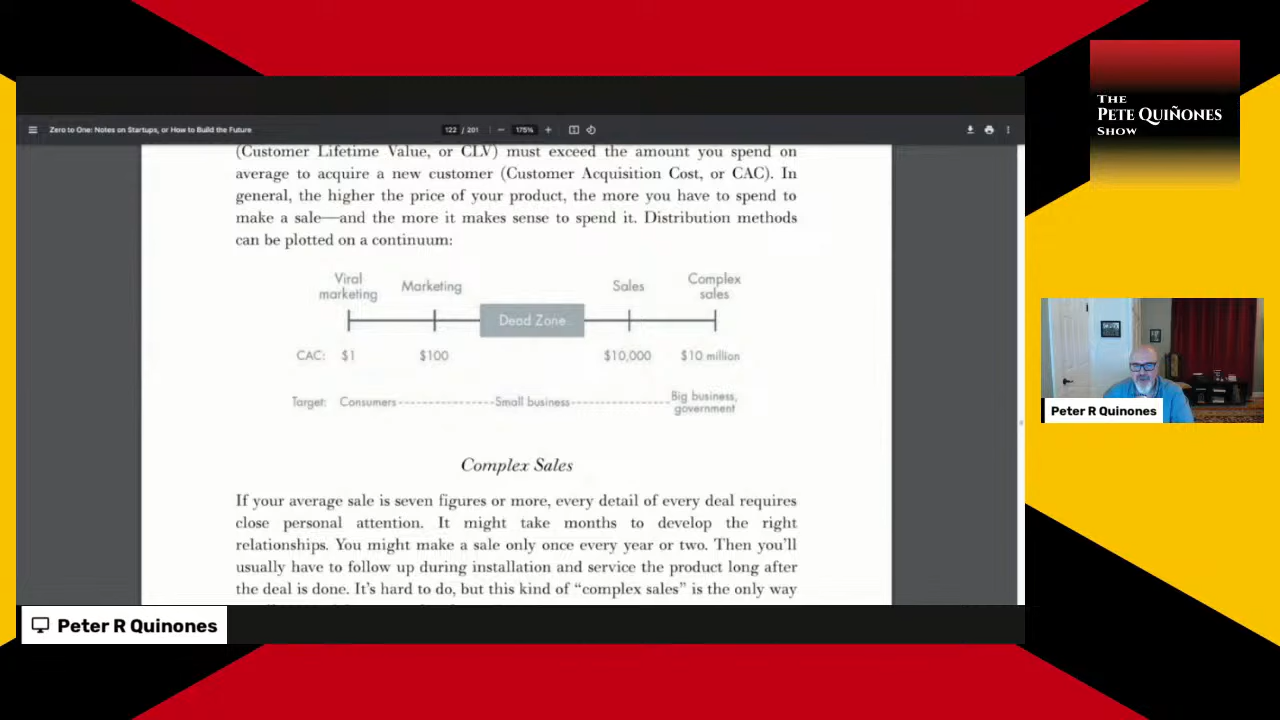 THE
PETE QUIÑONES
SHOW
Zero to One: Notes on Startups, or How to Build the Future
122 / 201
175%
(Customer Lifetime Value, or CLV) must exceed the amount you spend on
average to acquire a new customer (Customer Acquisition Cost, or CAC). In
general, the higher the price of your product, the more you have to spend to
make a sale—and the more it makes sense to spend it. Distribution methods
can be plotted on a continuum:
Viral
marketing
Marketing
Dead Zone
Sales
Complex
sales
CAC: $1 $100 $10,000 $10 million
Target: Consumers Small business Big business,
government
Complex Sales
If your average sale is seven figures or more, every detail of every deal requires
close personal attention. It might take months to develop the right
relationships. You might make a sale only once every year or two. Then you’ll
usually have to follow up during installation and service the product long after
the deal is done. It’s hard to do, but this kind of “complex sales” is the only way
Peter R Quinones
Peter R Quinones